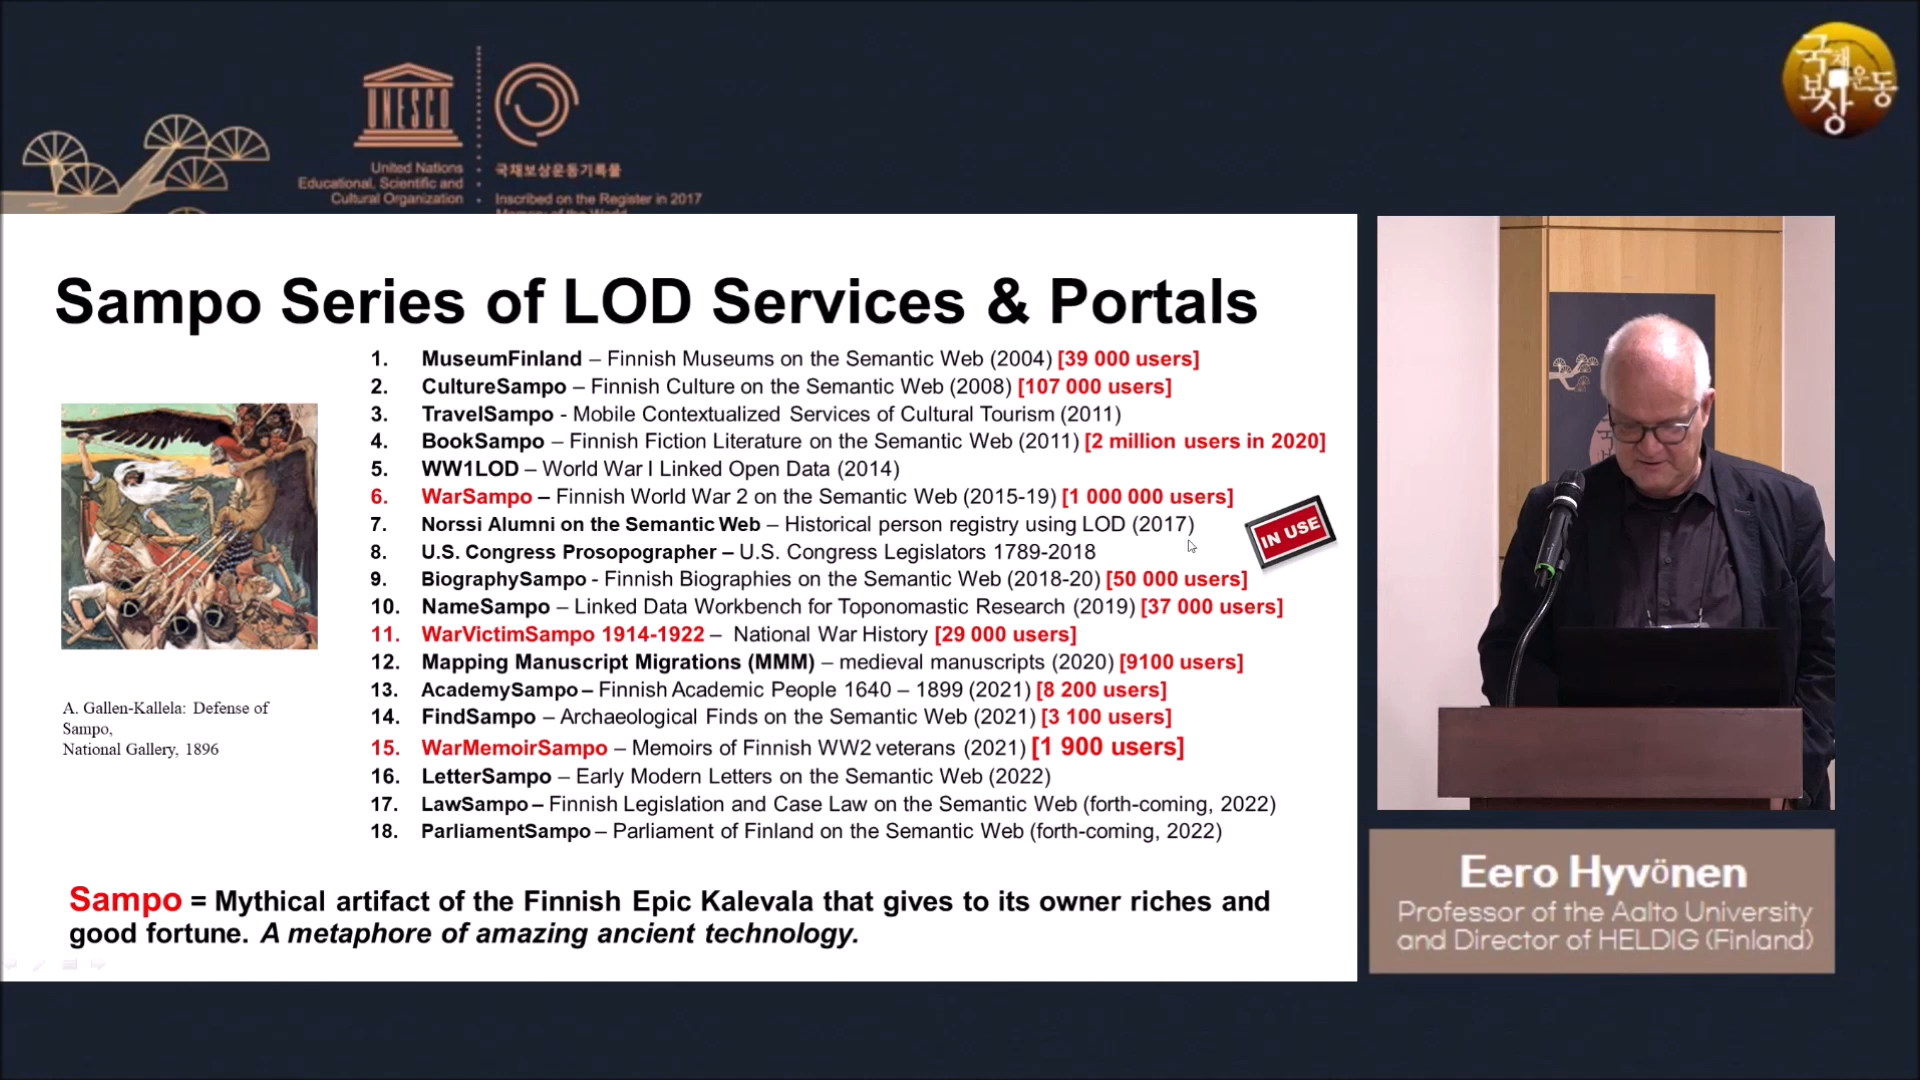 UNESCO
United Nations
Educational, Scientific and
Cultural Organization
국채보상운동기록물
Inscribed on the Register in 2017
Memory of the World
국채
보상운동
Sampo Series of LOD Services & Portals
1. MuseumFinland – Finnish Museums on the Semantic Web (2004) [39 000 users]
2. CultureSampo – Finnish Culture on the Semantic Web (2008) [107 000 users]
3. TravelSampo - Mobile Contextualized Services of Cultural Tourism (2011)
4. BookSampo – Finnish Fiction Literature on the Semantic Web (2011) [2 million users in 2020]
5. WW1LOD – World War I Linked Open Data (2014)
6. WarSampo – Finnish World War 2 on the Semantic Web (2015-19) [1 000 000 users]
7. Norssi Alumni on the Semantic Web – Historical person registry using LOD (2017)
8. U.S. Congress Prosopographer – U.S. Congress Legislators 1789-2018
9. BiographySampo - Finnish Biographies on the Semantic Web (2018-20) [50 000 users]
10. NameSampo – Linked Data Workbench for Toponomastic Research (2019) [37 000 users]
11. WarVictimSampo 1914-1922 – National War History [29 000 users]
12. Mapping Manuscript Migrations (MMM) – medieval manuscripts (2020) [9100 users]
13. AcademySampo – Finnish Academic People 1640 – 1899 (2021) [8 200 users]
14. FindSampo – Archaeological Finds on the Semantic Web (2021) [3 100 users]
15. WarMemoirSampo – Memoirs of Finnish WW2 veterans (2021) [1 900 users]
16. LetterSampo – Early Modern Letters on the Semantic Web (2022)
17. LawSampo – Finnish Legislation and Case Law on the Semantic Web (forth-coming, 2022)
18. ParliamentSampo – Parliament of Finland on the Semantic Web (forth-coming, 2022)
IN USE
A. Gallen-Kallela: Defense of
Sampo,
National Gallery, 1896
Sampo = Mythical artifact of the Finnish Epic Kalevala that gives to its owner riches and
good fortune. A metaphore of amazing ancient technology.
Eero Hyvönen
Professor of the Aalto University
and Director of HELDIG (Finland)